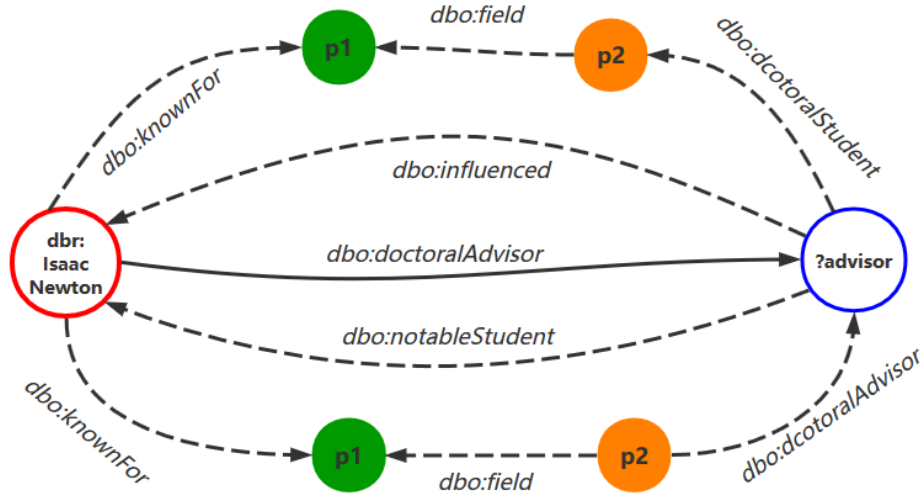 dbo:field
p1
p2
dbo:knownFor
dbo:dcotoralStudent
dbo:influenced
dbr:
Isaac
Newton
dbo:doctoralAdvisor
?advisor
dbo:notableStudent
dbo:knownFor
dbo:dcotoralAdvisor
p1
p2
dbo:field